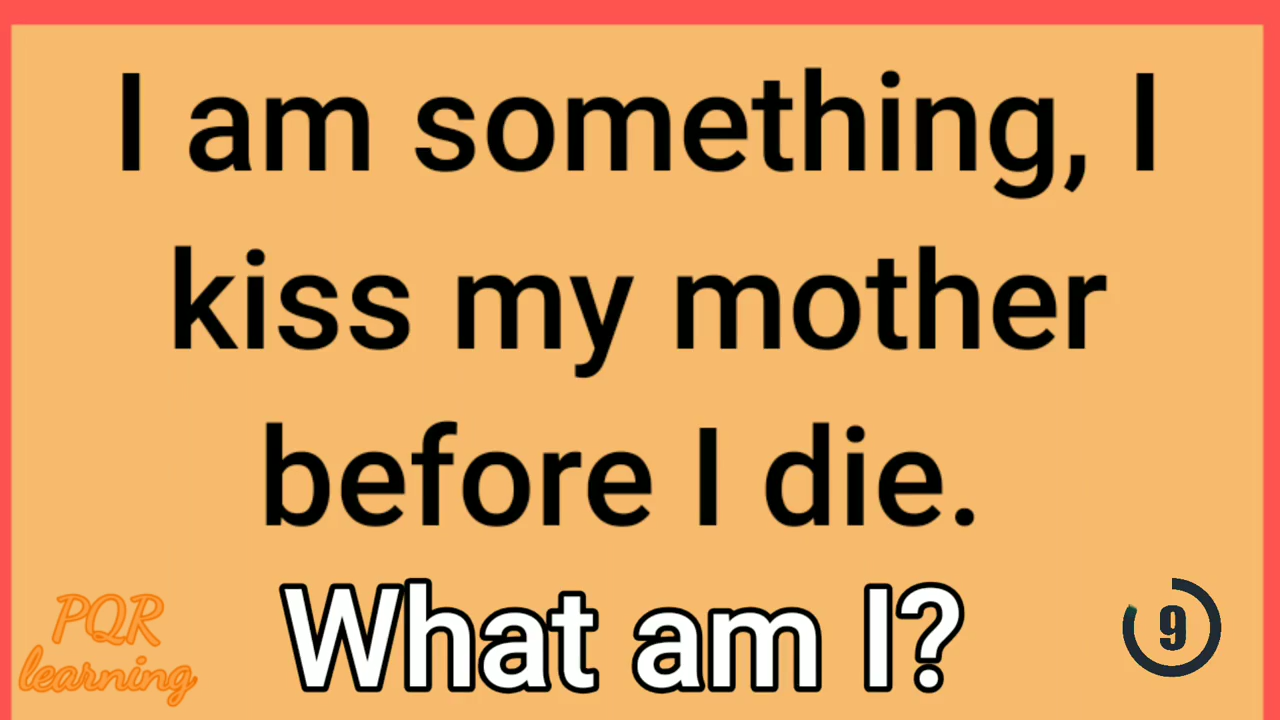 I am something, I
kiss my mother
before I die.
What am I?
PQR
learning
9